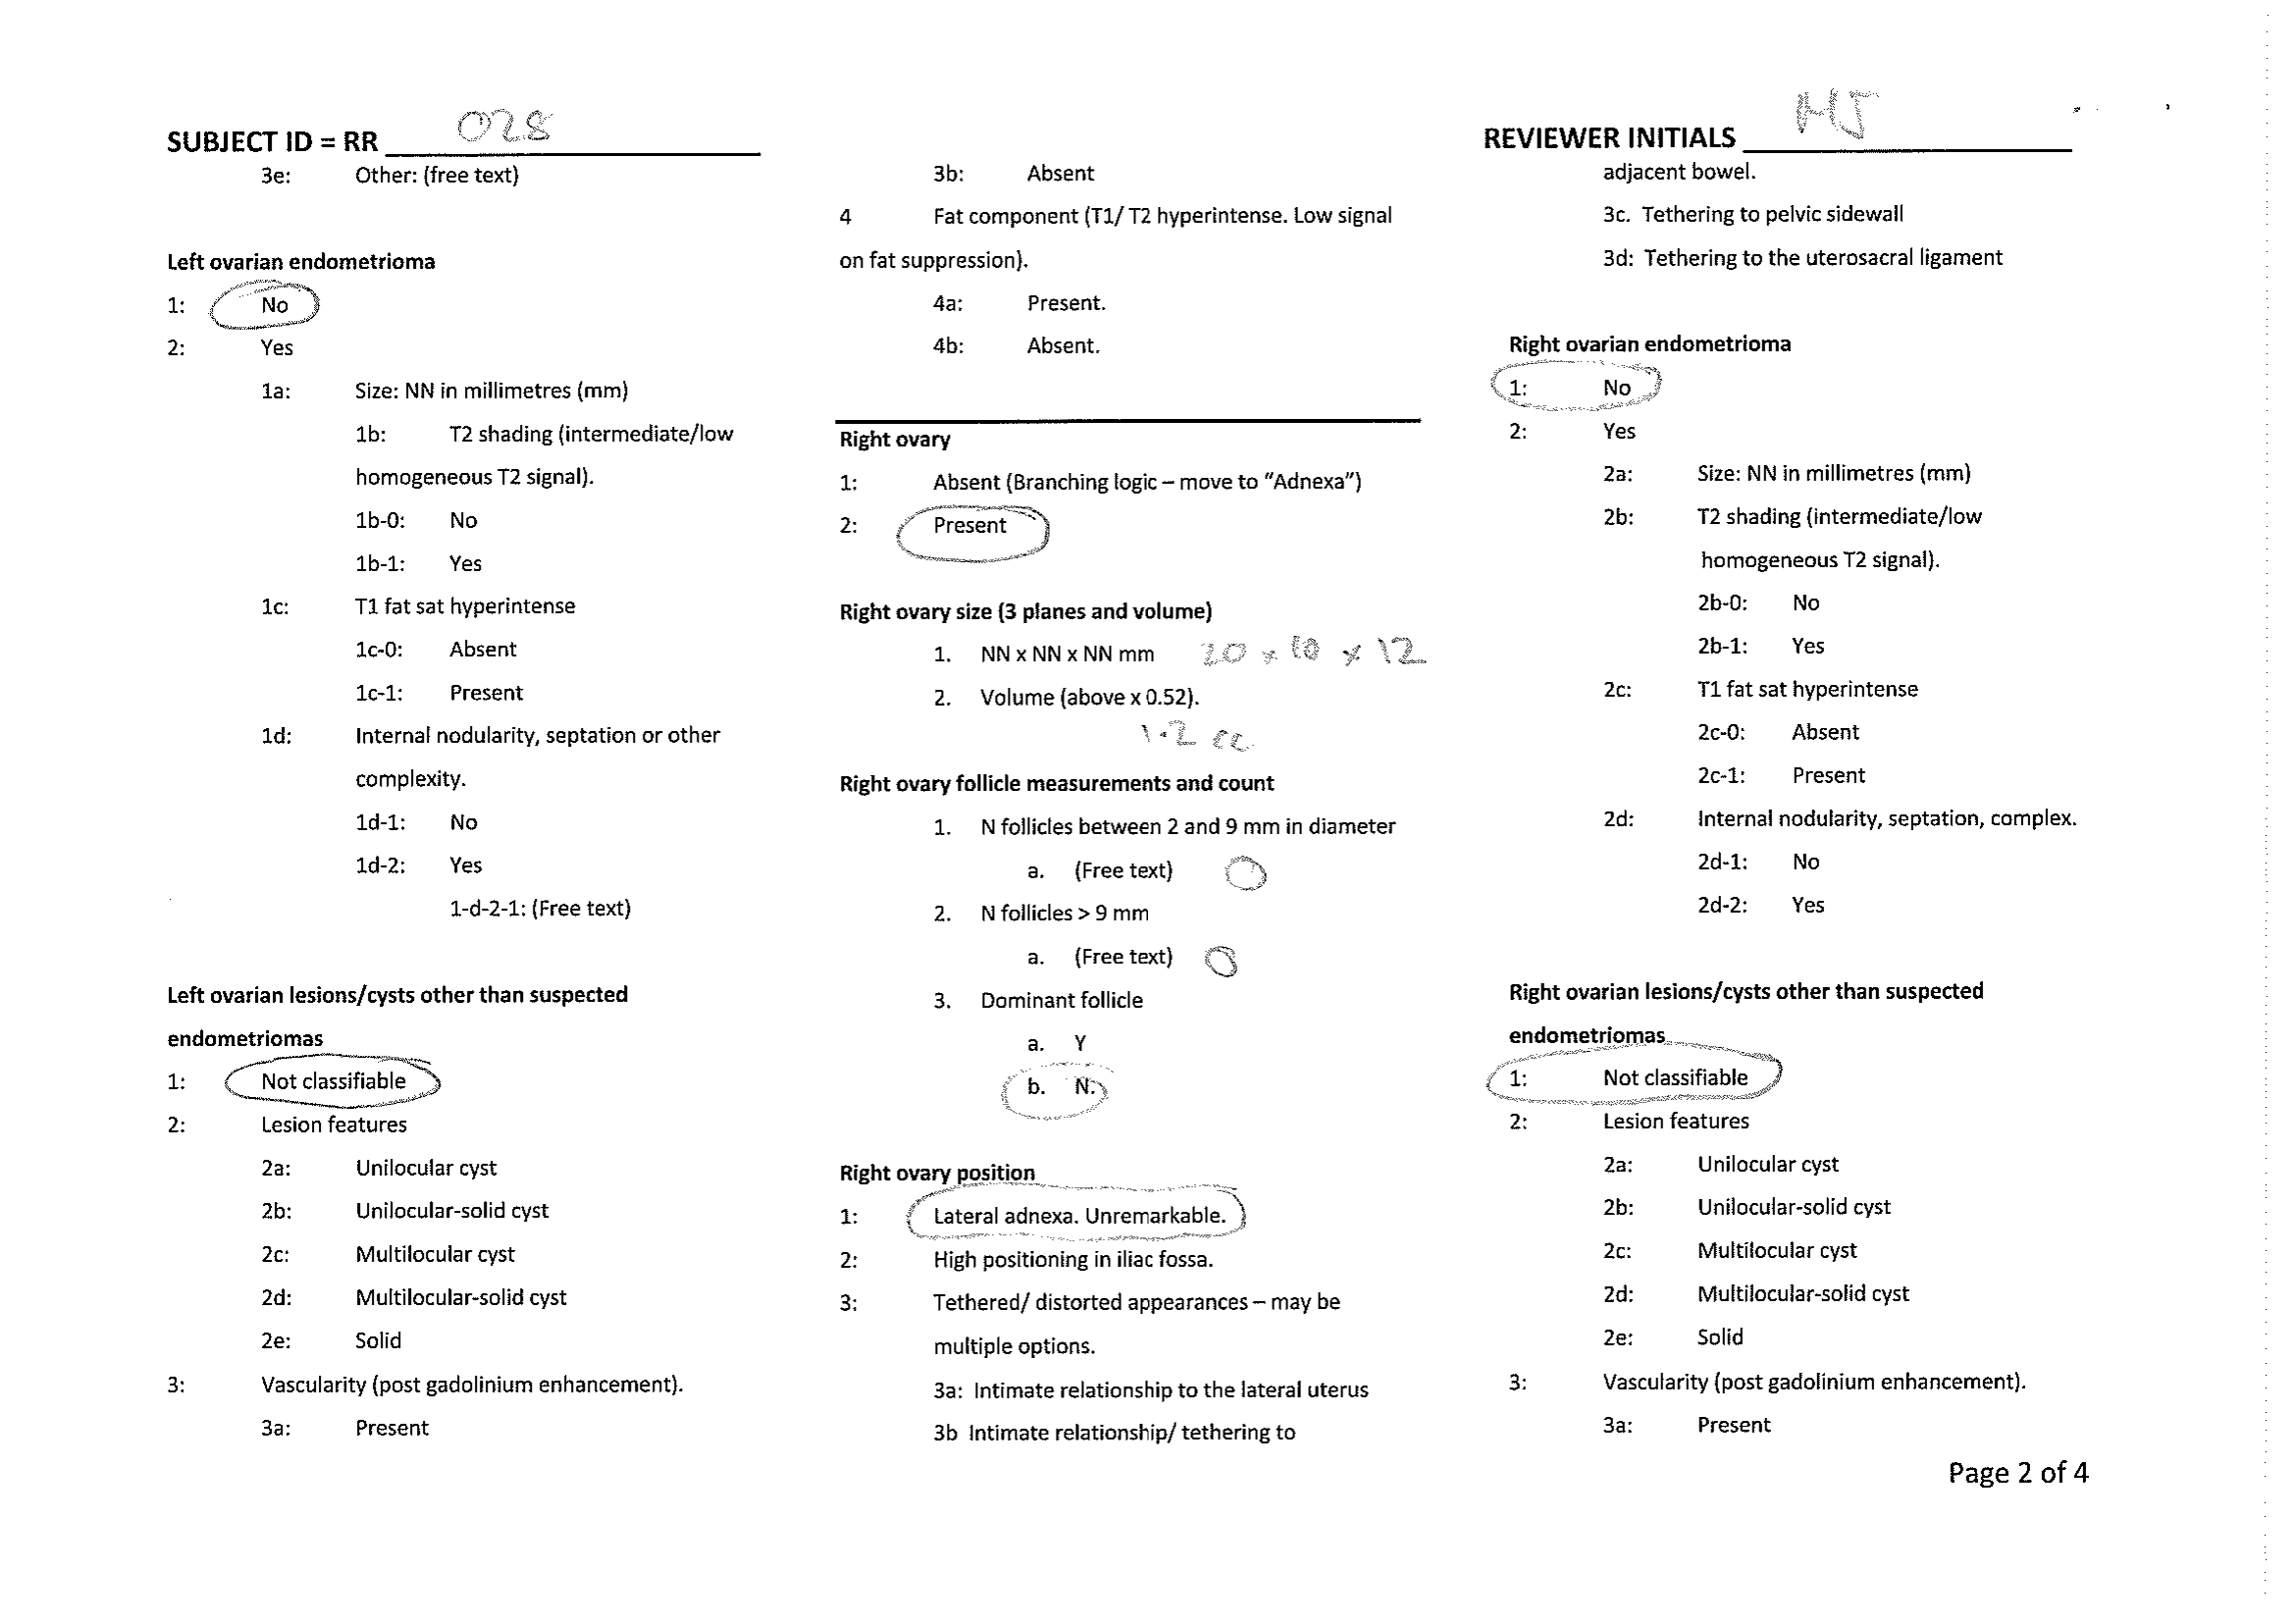 SUBJECT ID = RR 028
3e: Other: (free text)
Left ovarian endometrioma
1: No
2: Yes
1a: Size: NN in millimetres (mm)
1b: T2 shading (intermediate/low
homogeneous T2 signal).
1b-0: No
1b-1: Yes
1c: T1 fat sat hyperintense
1c-0: Absent
1c-1: Present
1d: Internal nodularity, septation or other
complexity.
1d-1: No
1d-2: Yes
1-d-2-1: (Free text)
Left ovarian lesions/cysts other than suspected
endometriomas
1: Not classifiable
2: Lesion features
2a: Unilocular cyst
2b: Unilocular-solid cyst
2c: Multilocular cyst
2d: Multilocular-solid cyst
2e: Solid
3: Vascularity (post gadolinium enhancement).
3a: Present
3b: Absent
4 Fat component (T1/ T2 hyperintense. Low signal
on fat suppression).
4a: Present.
4b: Absent.
Right ovary
1: Absent (Branching logic – move to “Adnexa”)
2: Present
Right ovary size (3 planes and volume)
1. NN x NN x NN mm 20 x 10 x 12
2. Volume (above x 0.52).
1.2 cc
Right ovary follicle measurements and count
1. N follicles between 2 and 9 mm in diameter
a. (Free text) 0
2. N follicles > 9 mm
a. (Free text) 0
3. Dominant follicle
a. Y
b. N.
Right ovary position
1: Lateral adnexa. Unremarkable.
2: High positioning in iliac fossa.
3: Tethered/ distorted appearances – may be
multiple options.
3a: Intimate relationship to the lateral uterus
3b Intimate relationship/ tethering to
REVIEWER INITIALS
adjacent bowel.
3c. Tethering to pelvic sidewall
3d: Tethering to the uterosacral ligament
Right ovarian endometrioma
1: No
2: Yes
2a: Size: NN in millimetres (mm)
2b: T2 shading (intermediate/low
homogeneous T2 signal).
2b-0: No
2b-1: Yes
2c: T1 fat sat hyperintense
2c-0: Absent
2c-1: Present
2d: Internal nodularity, septation, complex.
2d-1: No
2d-2: Yes
Right ovarian lesions/cysts other than suspected
endometriomas
1: Not classifiable
2: Lesion features
2a: Unilocular cyst
2b: Unilocular-solid cyst
2c: Multilocular cyst
2d: Multilocular-solid cyst
2e: Solid
3: Vascularity (post gadolinium enhancement).
3a: Present
Page 2 of 4